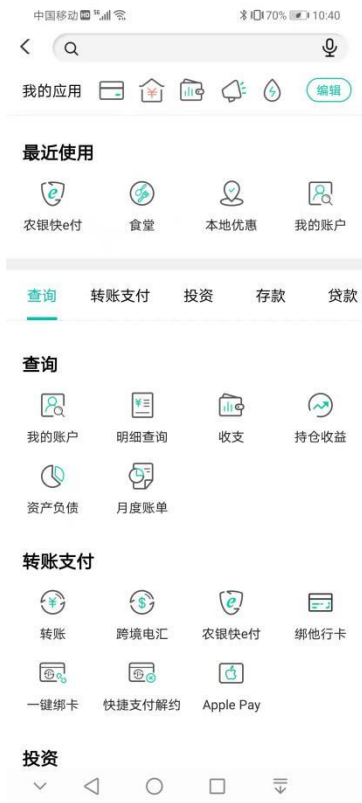 中国移动 HD 70% 10:40
我的应用 编辑
最近使用
农银快e付 食堂 本地优惠 我的账户
查询 转账支付 投资 存款 贷款
查询
我的账户 明细查询 收支 持仓收益
资产负债 月度账单
转账支付
转账 跨境电汇 农银快e付 绑他行卡
一键绑卡 快捷支付解约 Apple Pay
投资